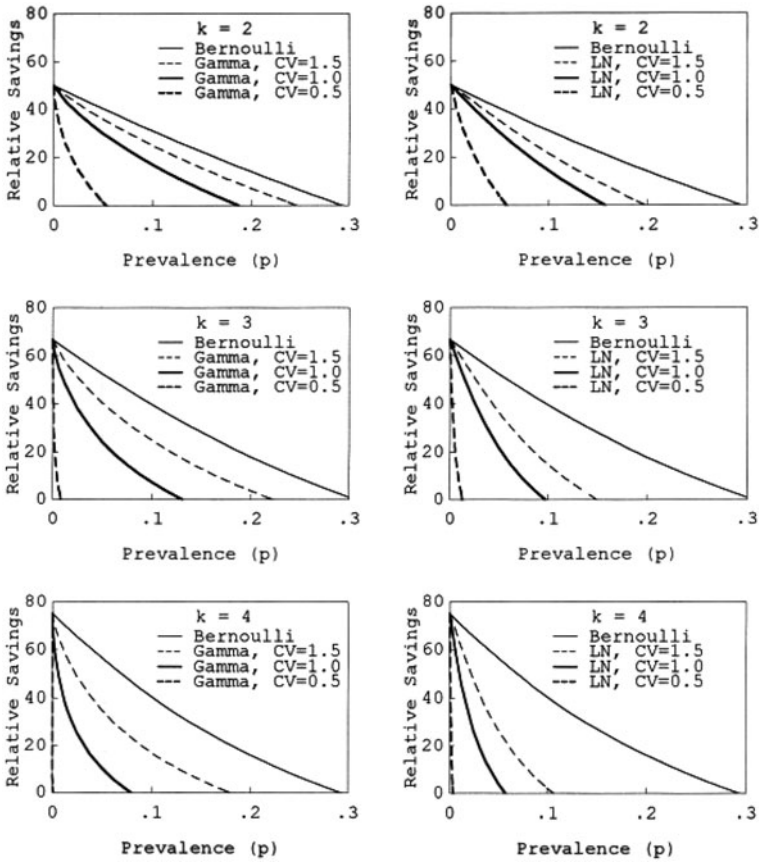 80
60
40
20
0
Relative Savings
k = 2
Bernoulli
Gamma, CV=1.5
Gamma, CV=1.0
Gamma, CV=0.5
0 .1 .2 .3
Prevalence (p)
80
60
40
20
0
Relative Savings
k = 2
Bernoulli
LN, CV=1.5
LN, CV=1.0
LN, CV=0.5
0 .1 .2 .3
Prevalence (p)
80
60
40
20
0
Relative Savings
k = 3
Bernoulli
Gamma, CV=1.5
Gamma, CV=1.0
Gamma, CV=0.5
0 .1 .2 .3
Prevalence (p)
80
60
40
20
0
Relative Savings
k = 3
Bernoulli
LN, CV=1.5
LN, CV=1.0
LN, CV=0.5
0 .1 .2 .3
Prevalence (p)
80
60
40
20
0
Relative Savings
k = 4
Bernoulli
Gamma, CV=1.5
Gamma, CV=1.0
Gamma, CV=0.5
0 .1 .2 .3
Prevalence (p)
80
60
40
20
0
Relative Savings
k = 4
Bernoulli
LN, CV=1.5
LN, CV=1.0
LN, CV=0.5
0 .1 .2 .3
Prevalence (p)